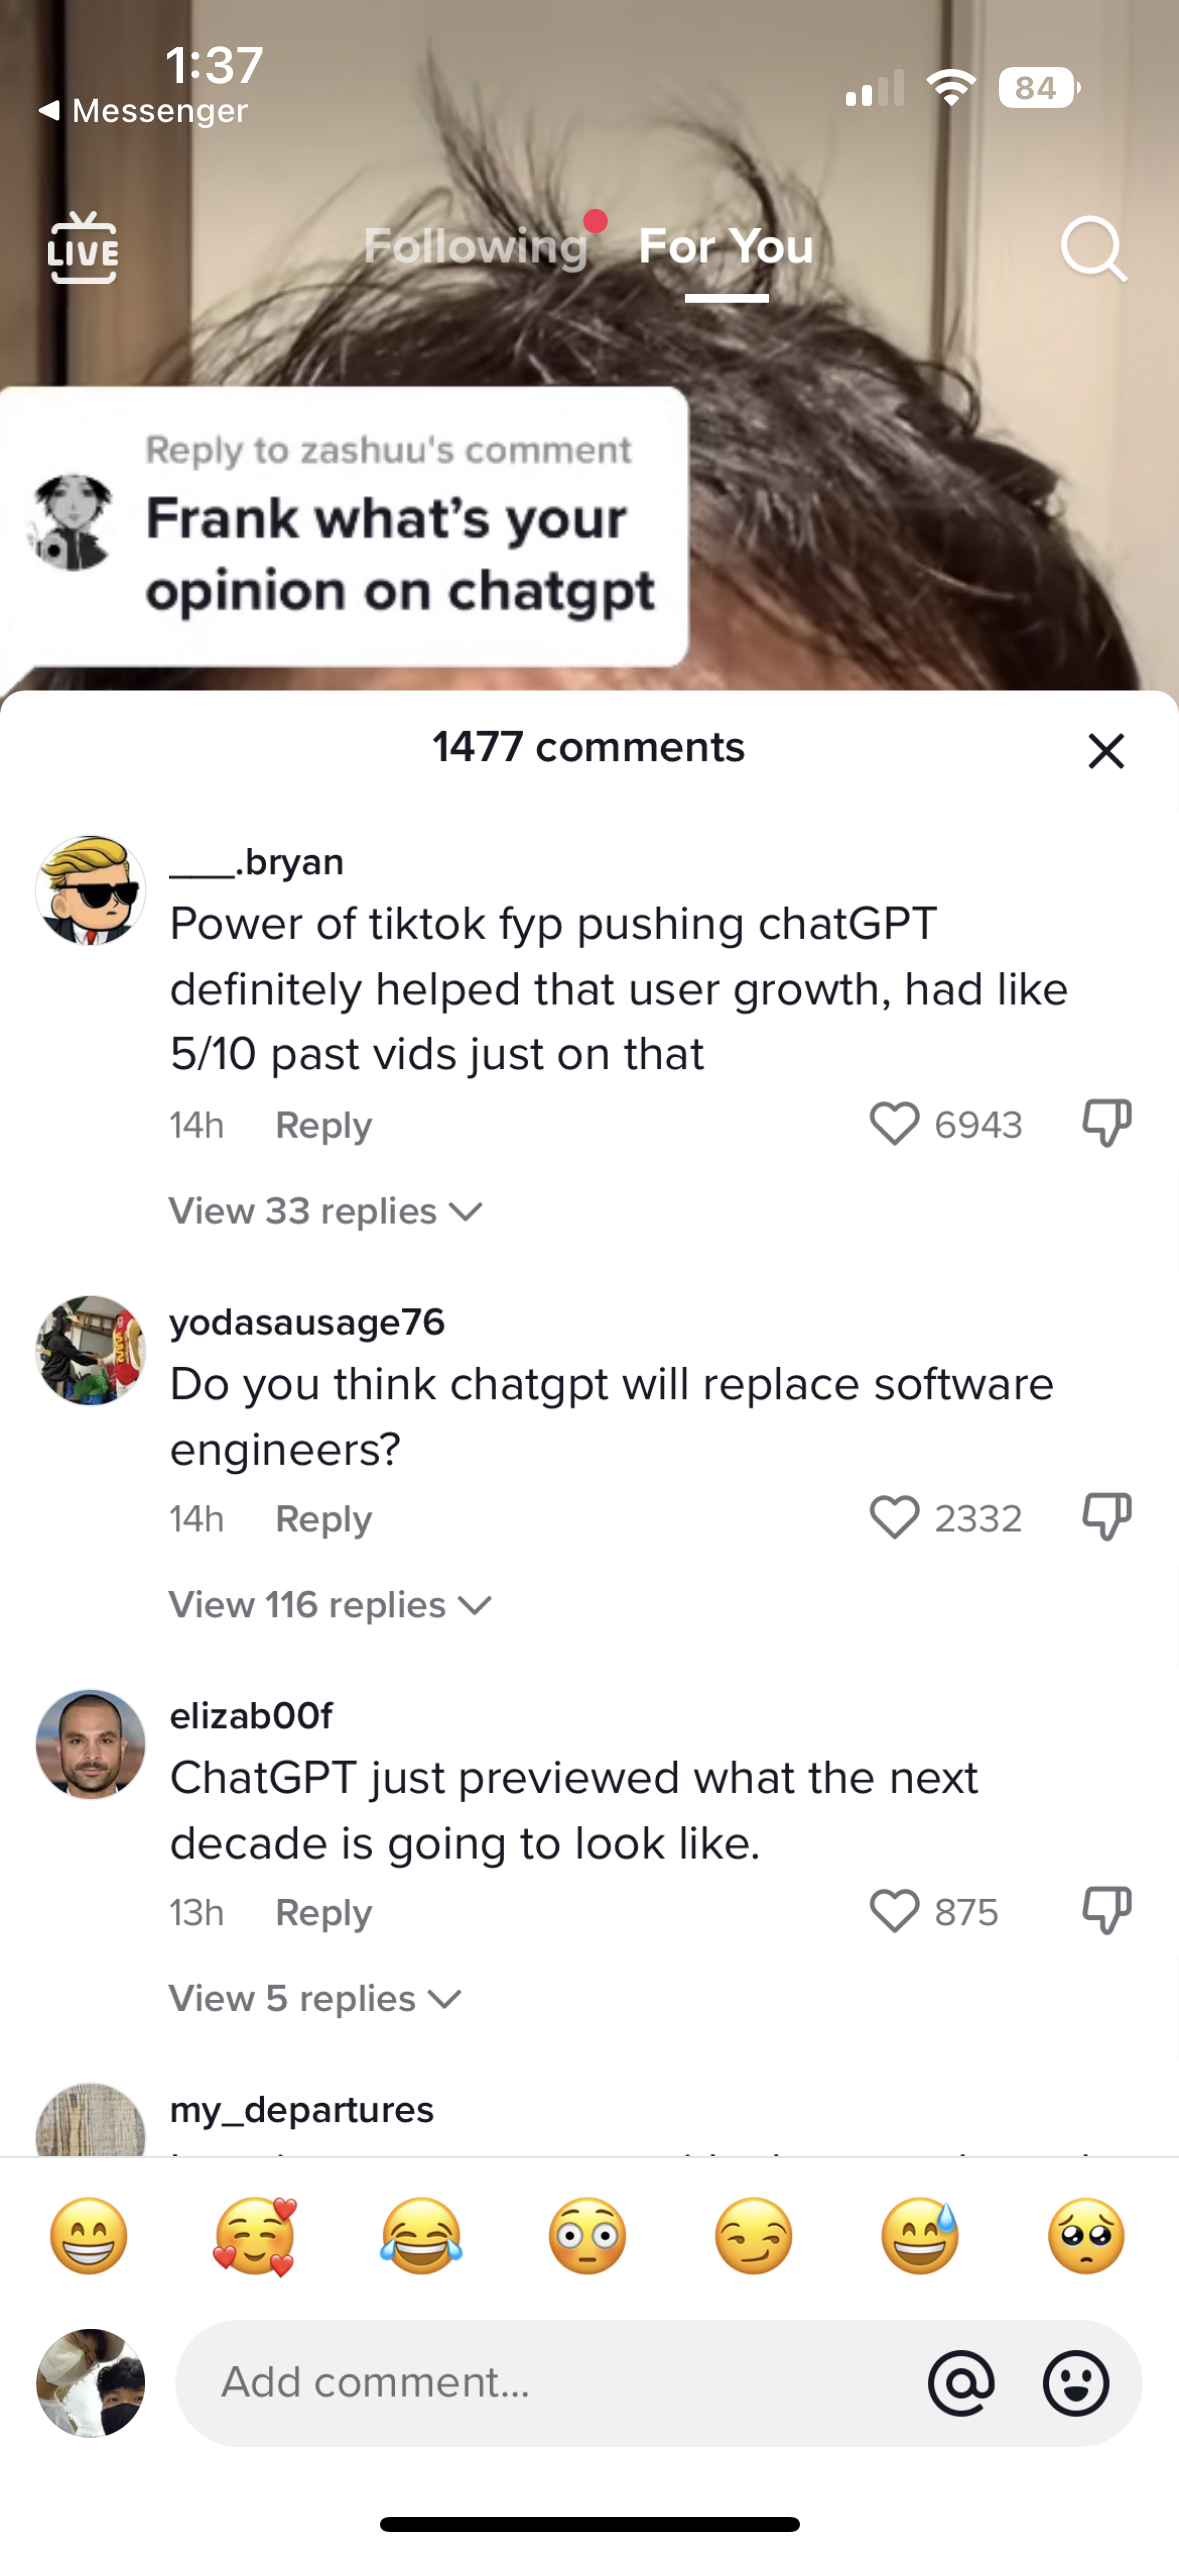 1:37
84
◀ Messenger
LIVE
Following
For You
Reply to zashuu's comment
Frank what's your
opinion on chatgpt
1477 comments
___.bryan
Power of tiktok fyp pushing chatGPT
definitely helped that user growth, had like
5/10 past vids just on that
14h Reply 6943
View 33 replies
yodasausage76
Do you think chatgpt will replace software
engineers?
14h Reply 2332
View 116 replies
elizab00f
ChatGPT just previewed what the next
decade is going to look like.
13h Reply 875
View 5 replies
my_departures
Add comment...